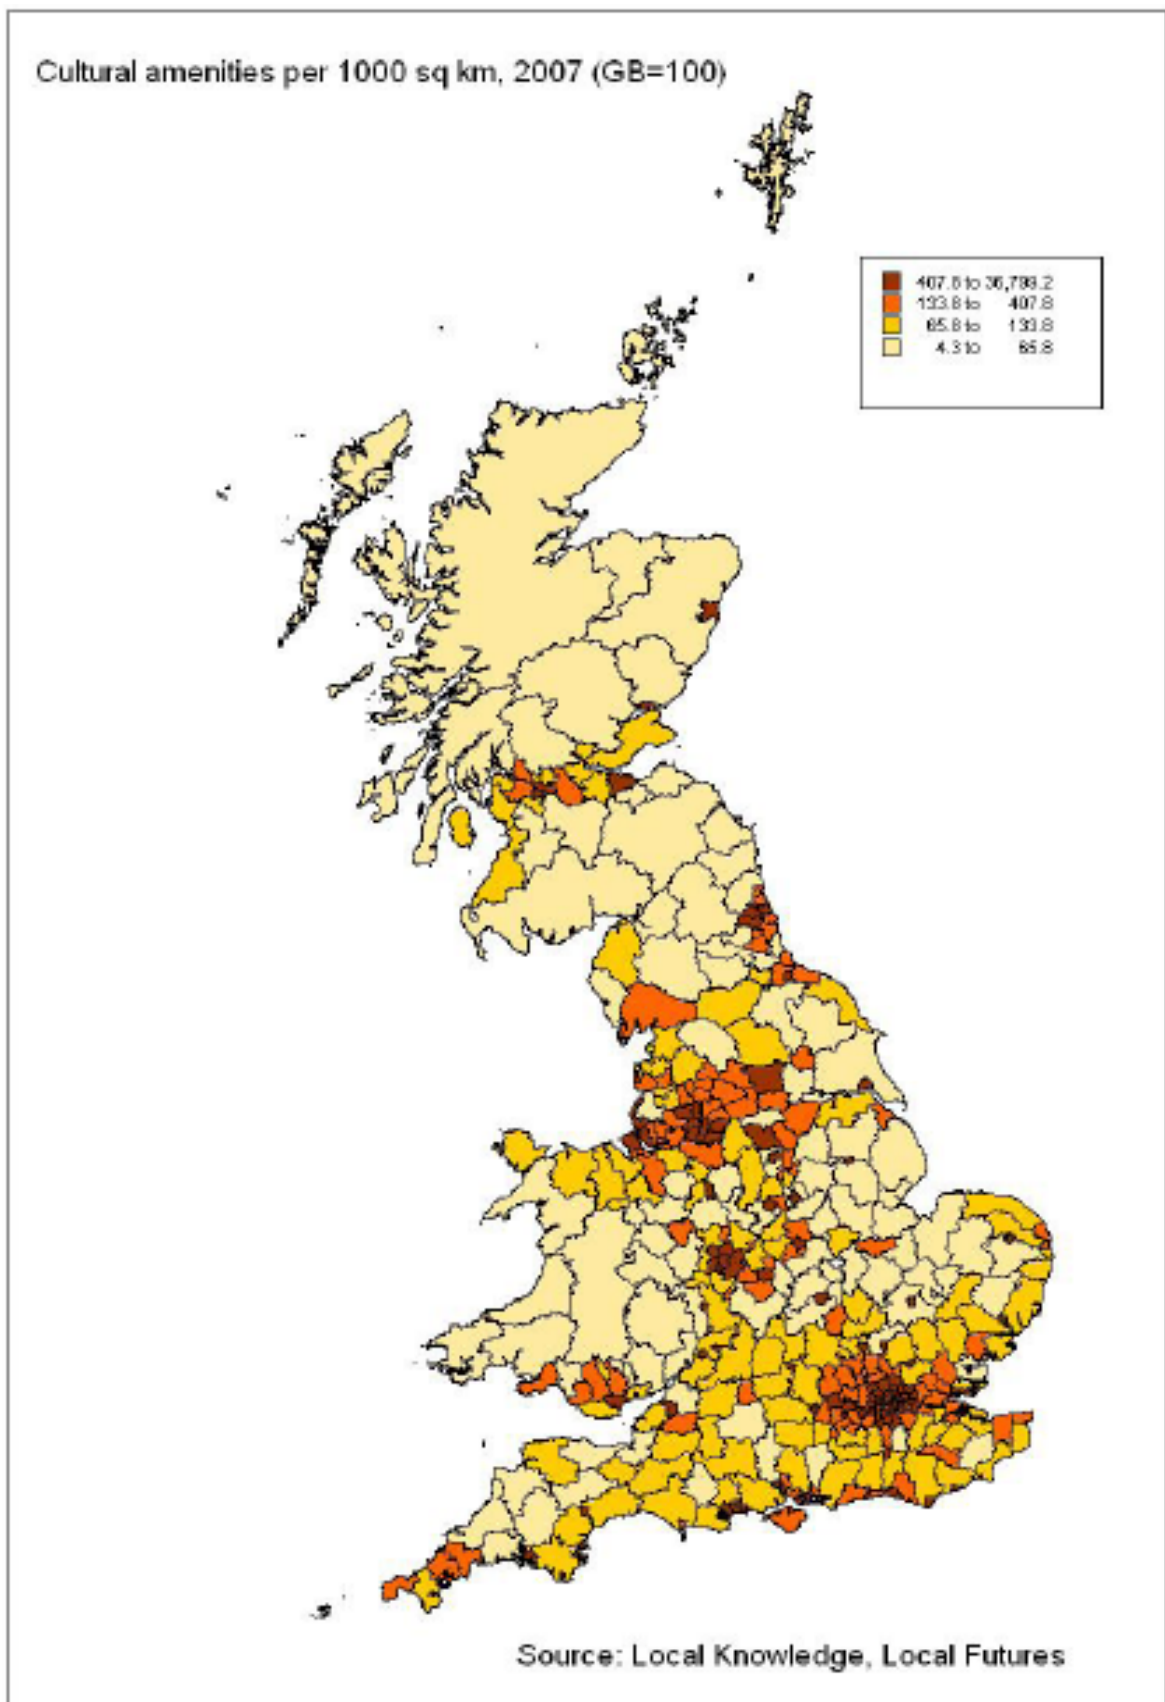 Cultural amenities per 1000 sq km, 2007 (GB=100)
407.8 to 36,799.2
133.8 to 407.8
65.8 to 133.8
4.3 to 65.8
Source: Local Knowledge, Local Futures